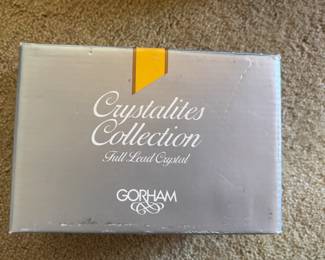 Crystalites
Collection
Full Lead Crystal
GORHAM